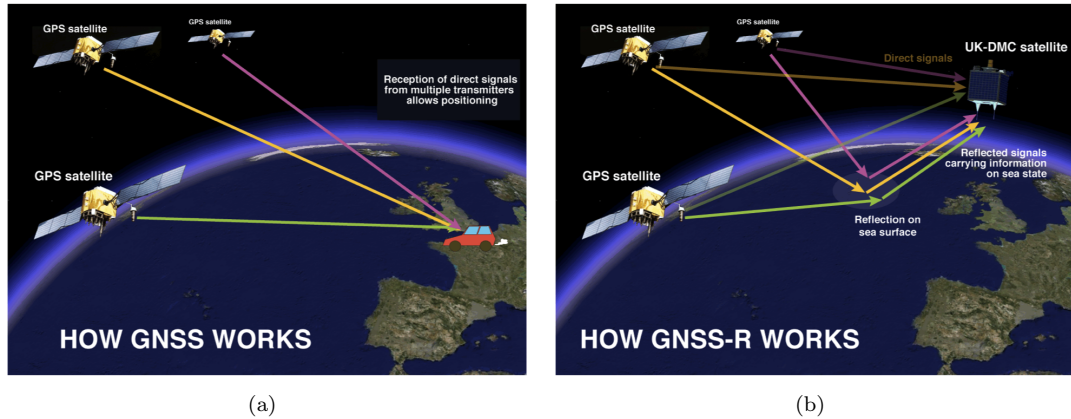 GPS satellite
GPS satellite
Reception of direct signals
from multiple transmitters
allows positioning
GPS satellite
HOW GNSS WORKS
(a)
GPS satellite
GPS satellite
UK-DMC satellite
Direct signals
Reflected signals
carrying information
on sea state
GPS satellite
Reflection on
sea surface
HOW GNSS-R WORKS
(b)